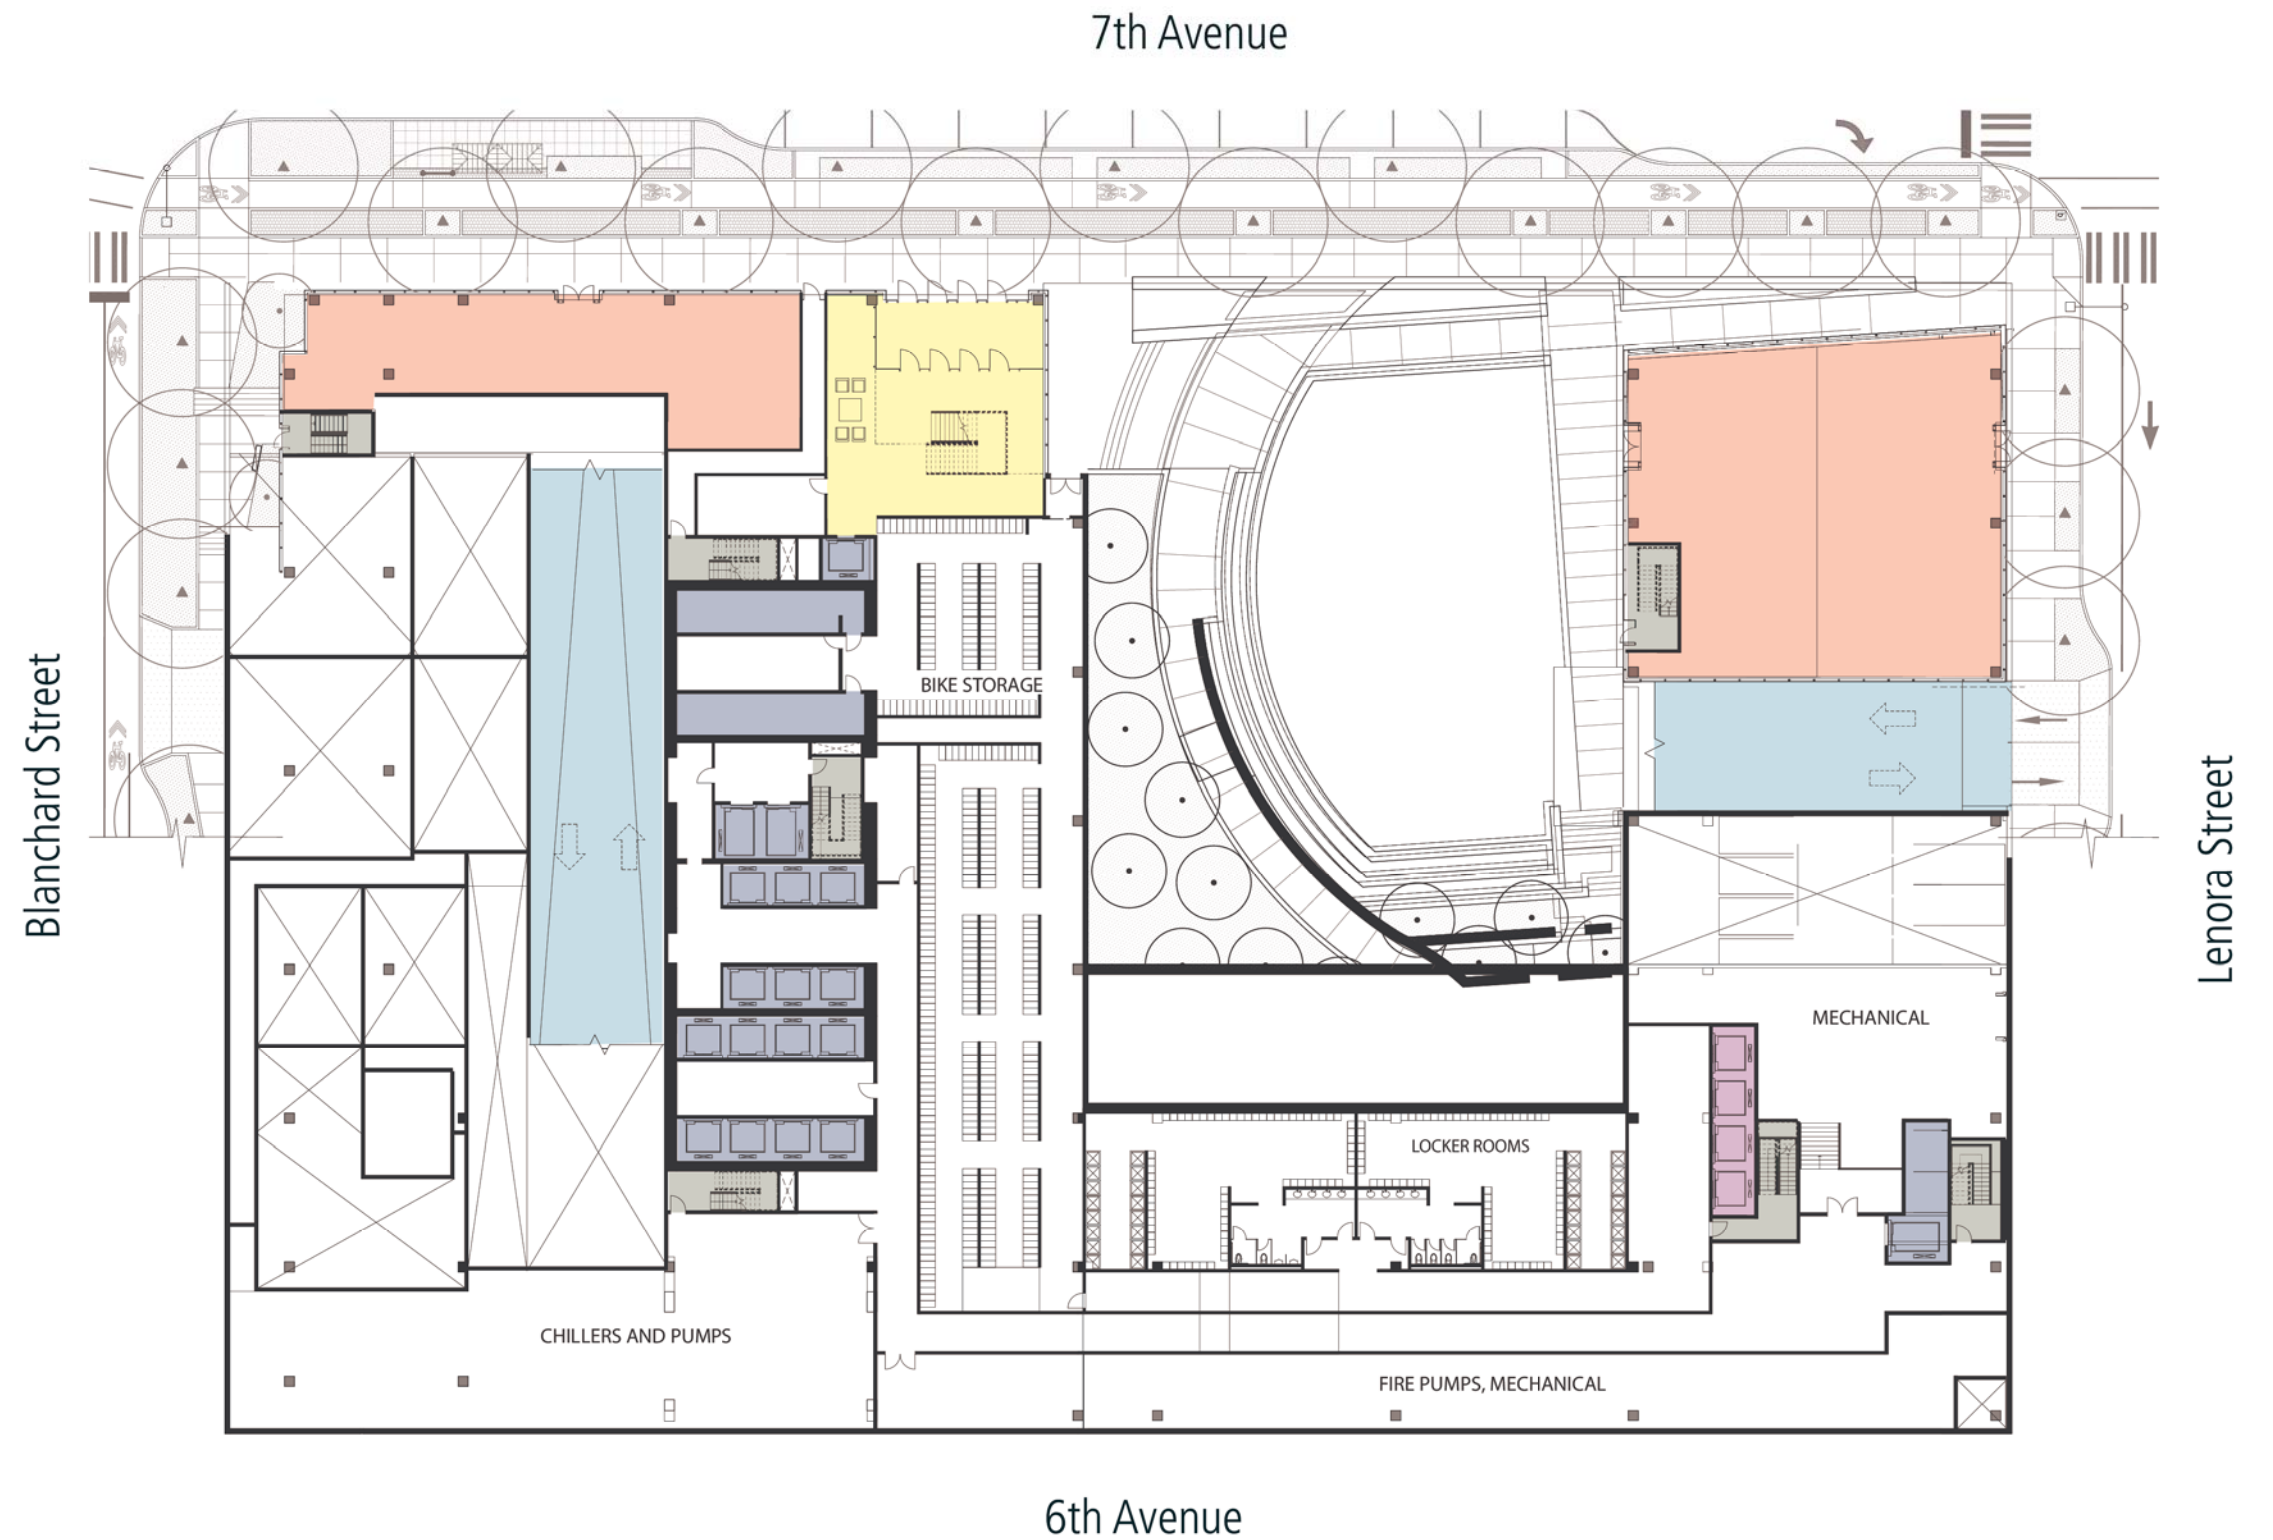 7th Avenue
BIKE STORAGE
Blanchard Street
Lenora Street
MECHANICAL
LOCKER ROOMS
CHILLERS AND PUMPS
FIRE PUMPS, MECHANICAL
6th Avenue